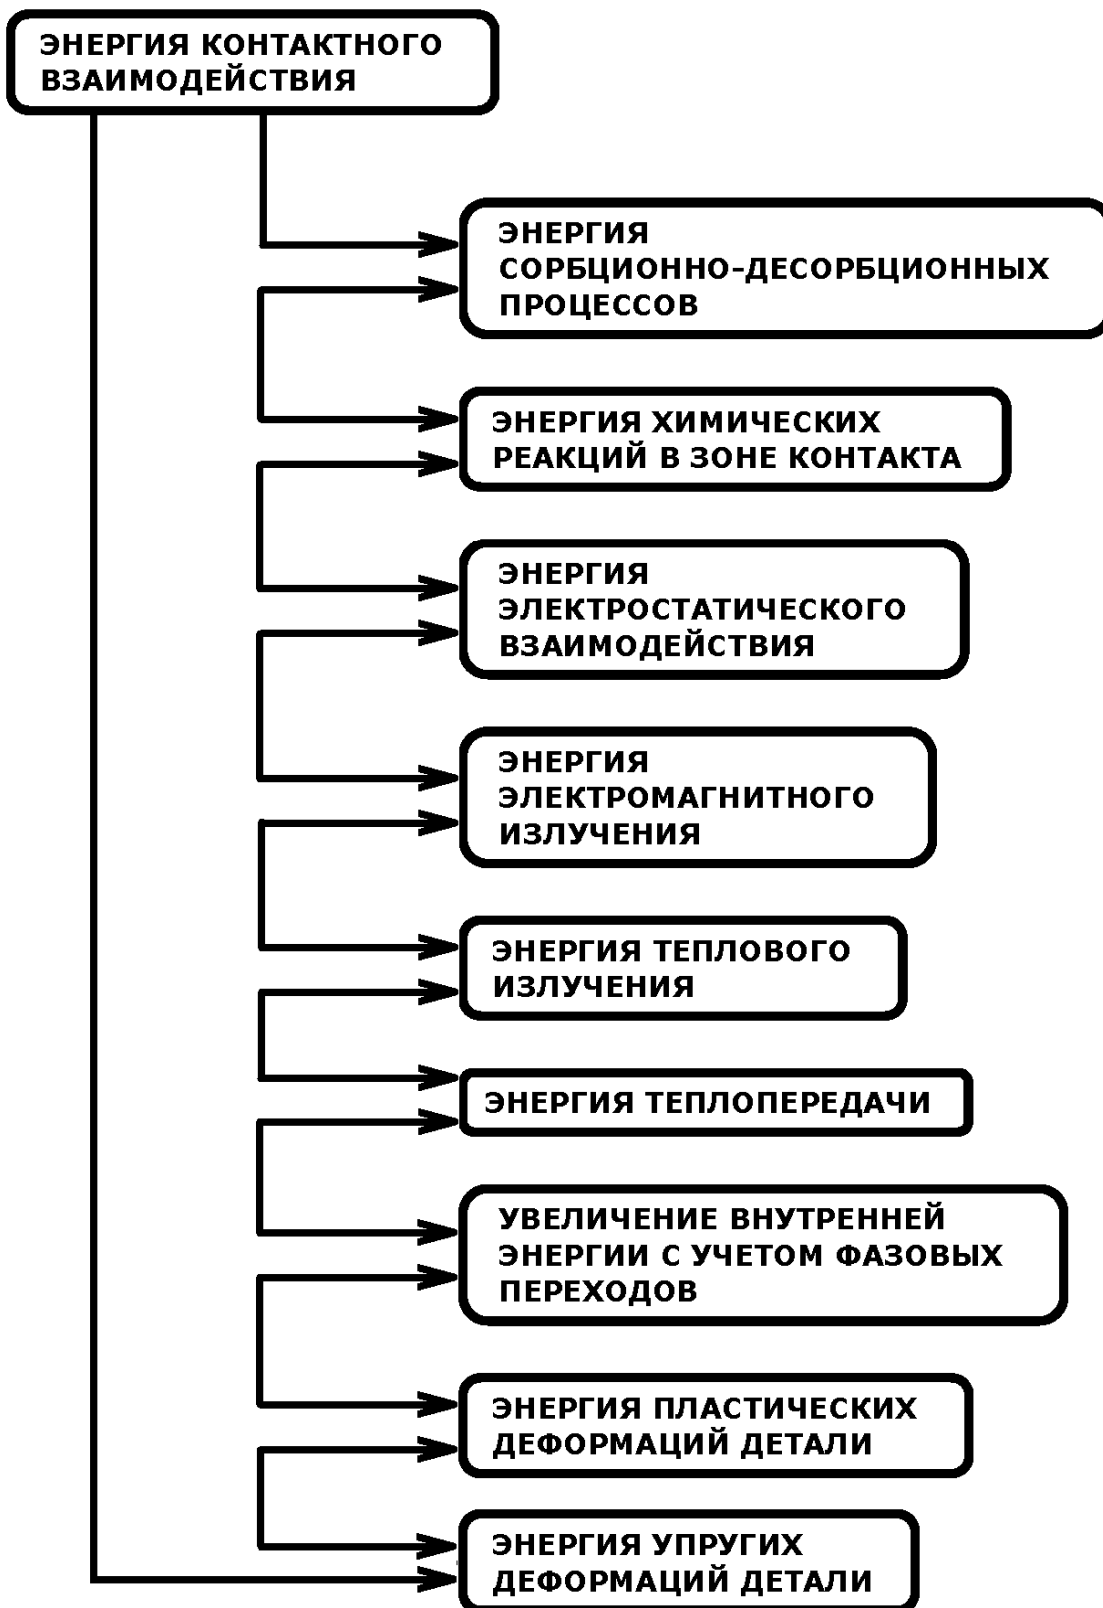 ЭНЕРГИЯ КОНТАКТНОГО
ВЗАИМОДЕЙСТВИЯ
ЭНЕРГИЯ
СОРБЦИОННО-ДЕСОРБЦИОННЫХ
ПРОЦЕССОВ
ЭНЕРГИЯ ХИМИЧЕСКИХ
РЕАКЦИЙ В ЗОНЕ КОНТАКТА
ЭНЕРГИЯ
ЭЛЕКТРОСТАТИЧЕСКОГО
ВЗАИМОДЕЙСТВИЯ
ЭНЕРГИЯ
ЭЛЕКТРОМАГНИТНОГО
ИЗЛУЧЕНИЯ
ЭНЕРГИЯ ТЕПЛОВОГО
ИЗЛУЧЕНИЯ
ЭНЕРГИЯ ТЕПЛОПЕРЕДАЧИ
УВЕЛИЧЕНИЕ ВНУТРЕННЕЙ
ЭНЕРГИИ С УЧЕТОМ ФАЗОВЫХ
ПЕРЕХОДОВ
ЭНЕРГИЯ ПЛАСТИЧЕСКИХ
ДЕФОРМАЦИЙ ДЕТАЛИ
ЭНЕРГИЯ УПРУГИХ
ДЕФОРМАЦИЙ ДЕТАЛИ